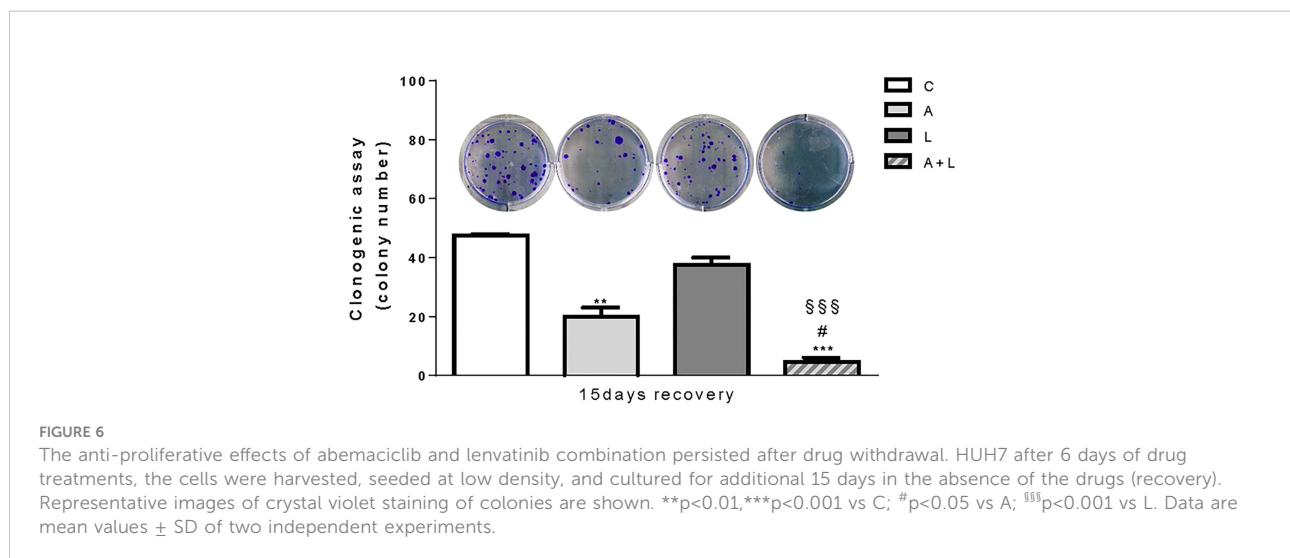 100
80
60
40
20
0
Clonogenic assay
(colony number)
**
§§§
#
***
15days recovery
C
A
L
A+L
FIGURE 6
The anti-proliferative effects of abemaciclib and lenvatinib combination persisted after drug withdrawal. HUH7 after 6 days of drug
treatments, the cells were harvested, seeded at low density, and cultured for additional 15 days in the absence of the drugs (recovery).
Representative images of crystal violet staining of colonies are shown. **p<0.01,***p<0.001 vs C; #p<0.05 vs A; §§§p<0.001 vs L. Data are
mean values ± SD of two independent experiments.